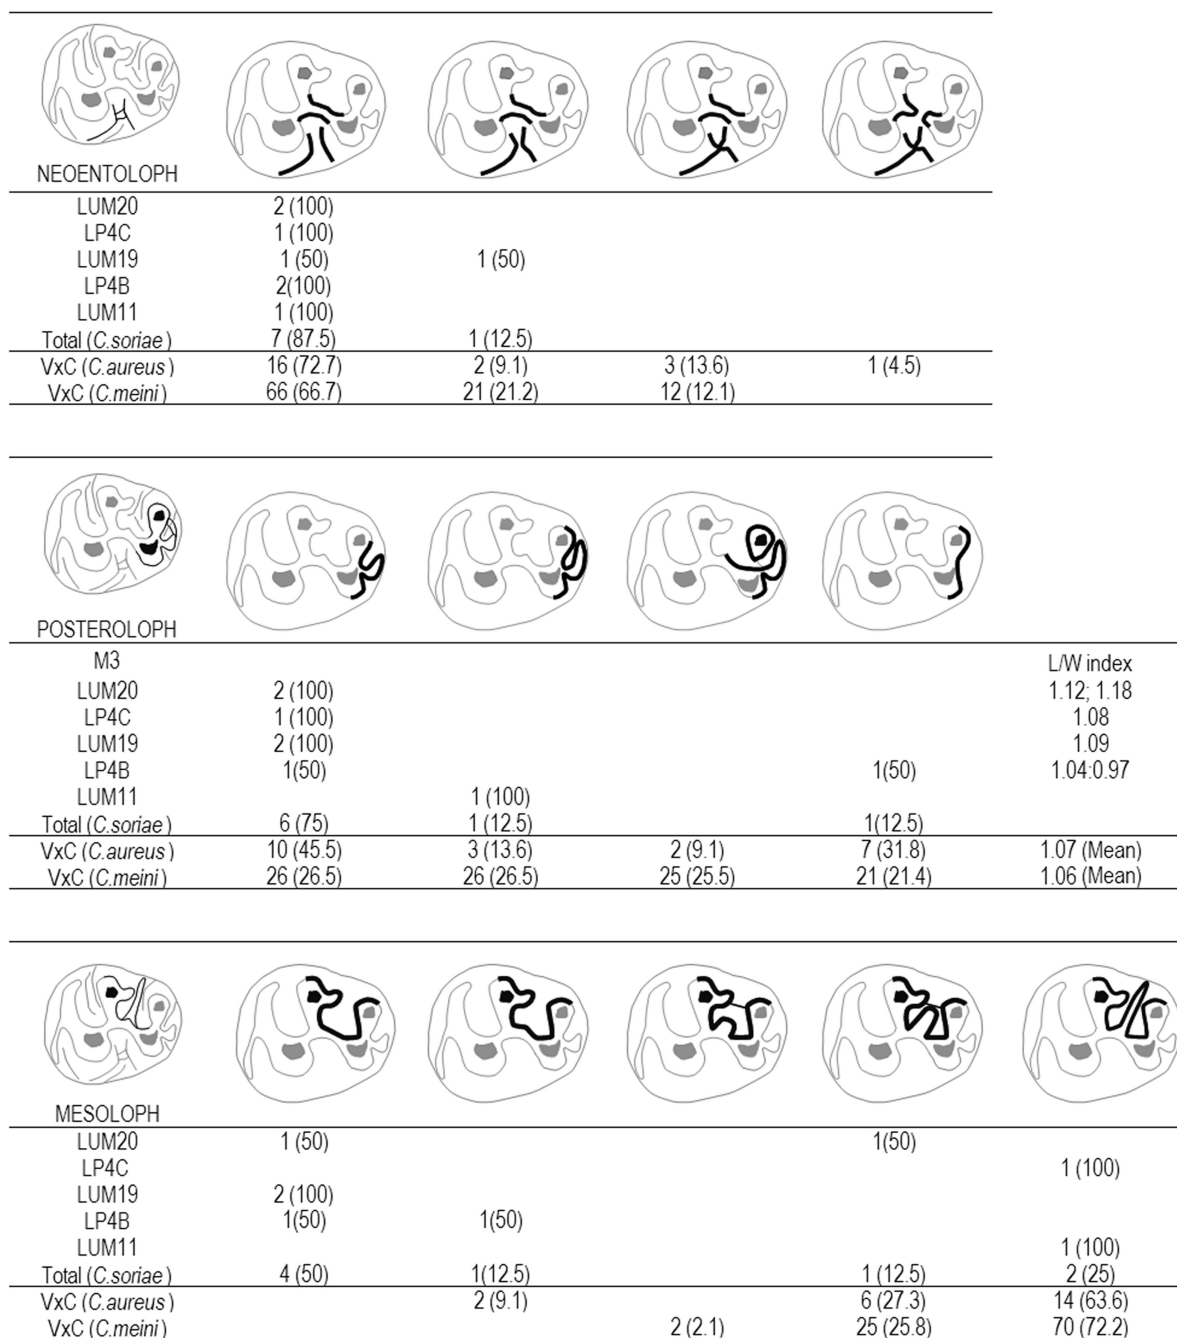 NEOENTOLOPH
LUM20 2 (100)
LP4C 1 (100)
LUM19 1 (50) 1 (50)
LP4B 2(100)
LUM11 1 (100)
Total (C.soriae) 7 (87.5) 1 (12.5)
VxC (C.aureus) 16 (72.7) 2 (9.1) 3 (13.6) 1 (4.5)
VxC (C.meini) 66 (66.7) 21 (21.2) 12 (12.1)
POSTEROLOPH
M3 L/W index
LUM20 2 (100) 1.12; 1.18
LP4C 1 (100) 1.08
LUM19 2 (100) 1.09
LP4B 1(50) 1(50) 1.04:0.97
LUM11 1 (100)
Total (C.soriae) 6 (75) 1 (12.5) 1(12.5)
VxC (C.aureus) 10 (45.5) 3 (13.6) 2 (9.1) 7 (31.8) 1.07 (Mean)
VxC (C.meini) 26 (26.5) 26 (26.5) 25 (25.5) 21 (21.4) 1.06 (Mean)
MESOLOPH
LUM20 1 (50) 1(50)
LP4C 1 (100)
LUM19 2 (100)
LP4B 1(50) 1(50)
LUM11 1 (100)
Total (C.soriae) 4 (50) 1(12.5) 1 (12.5) 2 (25)
VxC (C.aureus) 2 (9.1) 6 (27.3) 14 (63.6)
VxC (C.meini) 2 (2.1) 25 (25.8) 70 (72.2)